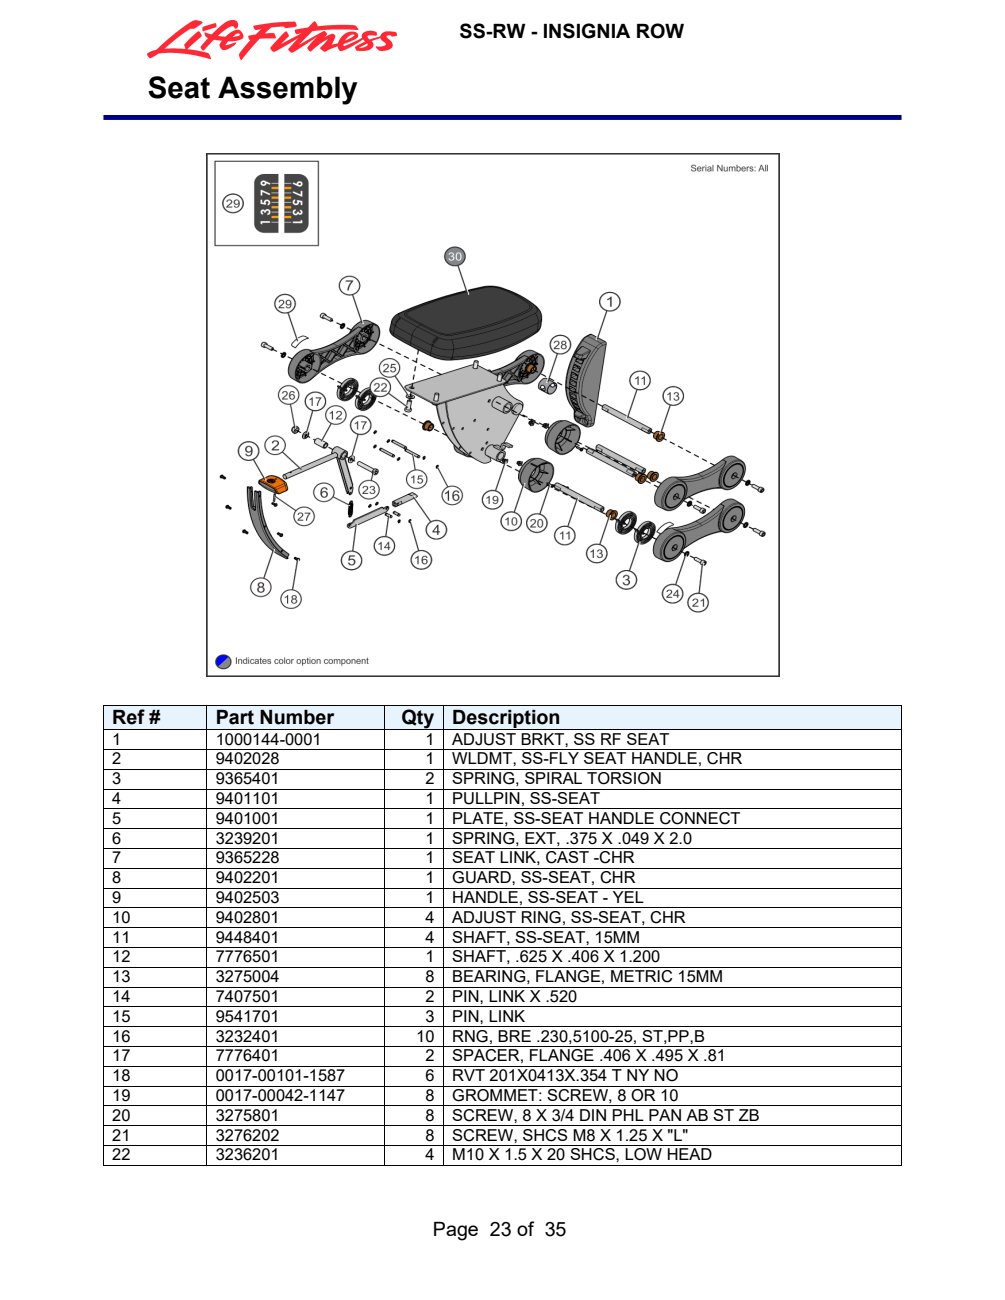 Life Fitness
SS-RW - INSIGNIA ROW
Seat Assembly
Serial Numbers: All
29
1 3 5 7 9
9 7 5 3 1
30
7
29
1
28
25
11
22
13
26
17
12
17
2
9
15
16
23
6
19
27
10
20
4
11
14
13
5
16
3
8
18
24
21
Indicates color option component
Ref # Part Number Qty Description
1 1000144-0001 1 ADJUST BRKT, SS RF SEAT
2 9402028 1 WLDMT, SS-FLY SEAT HANDLE, CHR
3 9365401 2 SPRING, SPIRAL TORSION
4 9401101 1 PULLPIN, SS-SEAT
5 9401001 1 PLATE, SS-SEAT HANDLE CONNECT
6 3239201 1 SPRING, EXT, .375 X .049 X 2.0
7 9365228 1 SEAT LINK, CAST -CHR
8 9402201 1 GUARD, SS-SEAT, CHR
9 9402503 1 HANDLE, SS-SEAT - YEL
10 9402801 4 ADJUST RING, SS-SEAT, CHR
11 9448401 4 SHAFT, SS-SEAT, 15MM
12 7776501 1 SHAFT, .625 X .406 X 1.200
13 3275004 8 BEARING, FLANGE, METRIC 15MM
14 7407501 2 PIN, LINK X .520
15 9541701 3 PIN, LINK
16 3232401 10 RNG, BRE .230,5100-25, ST,PP,B
17 7776401 2 SPACER, FLANGE .406 X .495 X .81
18 0017-00101-1587 6 RVT 201X0413X.354 T NY NO
19 0017-00042-1147 8 GROMMET: SCREW, 8 OR 10
20 3275801 8 SCREW, 8 X 3/4 DIN PHL PAN AB ST ZB
21 3276202 8 SCREW, SHCS M8 X 1.25 X "L"
22 3236201 4 M10 X 1.5 X 20 SHCS, LOW HEAD
Page 23 of 35